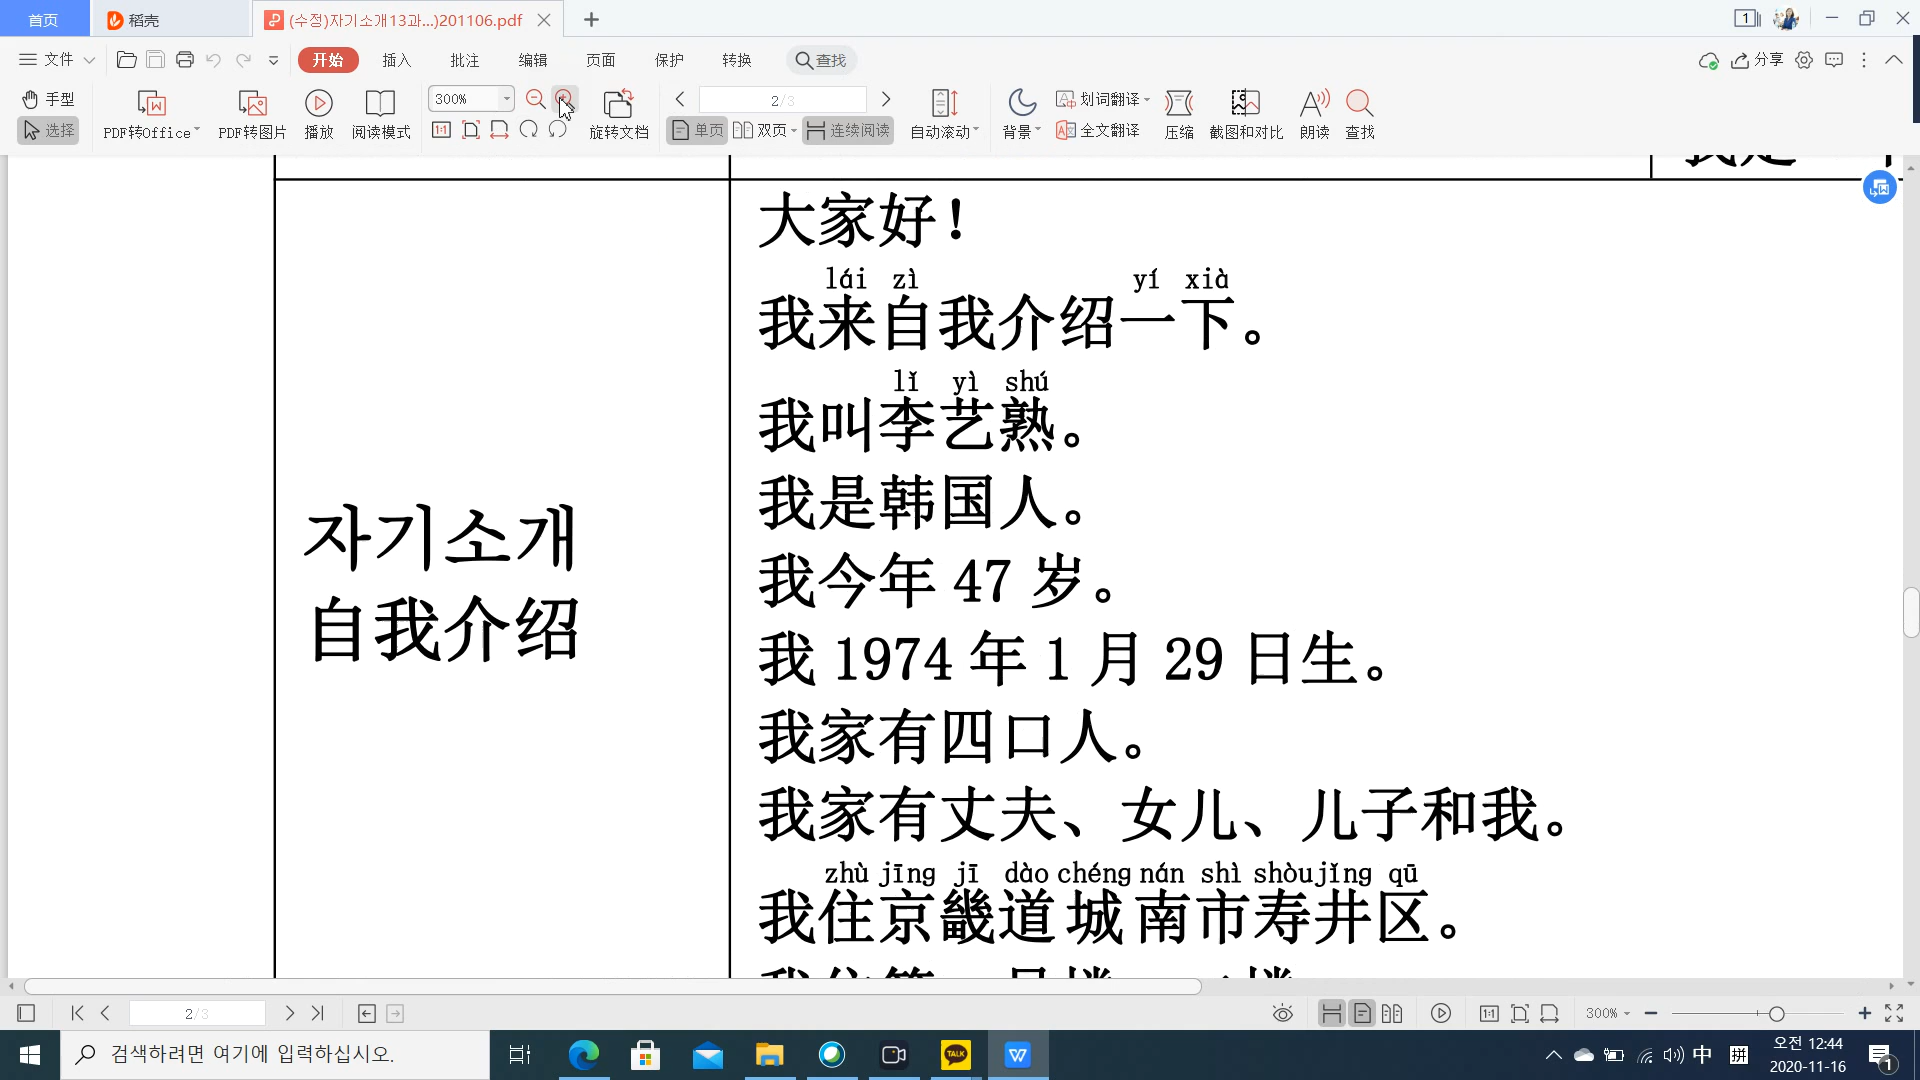 首页 稻壳 (수정)자기소개13과...)201106.pdf
文件 开始 插入 批注 编辑 页面 保护 转换 查找 分享
手型 300% 2/3 划词翻译
选择 PDF转Office PDF转图片 播放 阅读模式 旋转文档 单页 双页 连续阅读 自动滚动 背景 全文翻译 压缩 截图和对比 朗读 查找
大家好！
lái zì yí xià
我来自我介绍一下。
lǐ yì shú
我叫李艺熟。
我是韩国人。
我今年 47 岁。
我 1974 年 1 月 29 日生。
我家有四口人。
我家有丈夫、女儿、儿子和我。
zhù jīng jī dào chéng nán shì shòu jǐng qū
我住京畿道城南市寿井区。
자기소개
自我介绍
2/3 300%
검색하려면 여기에 입력하십시오.
TALK
中 拼 오전 12:44
2020-11-16
1